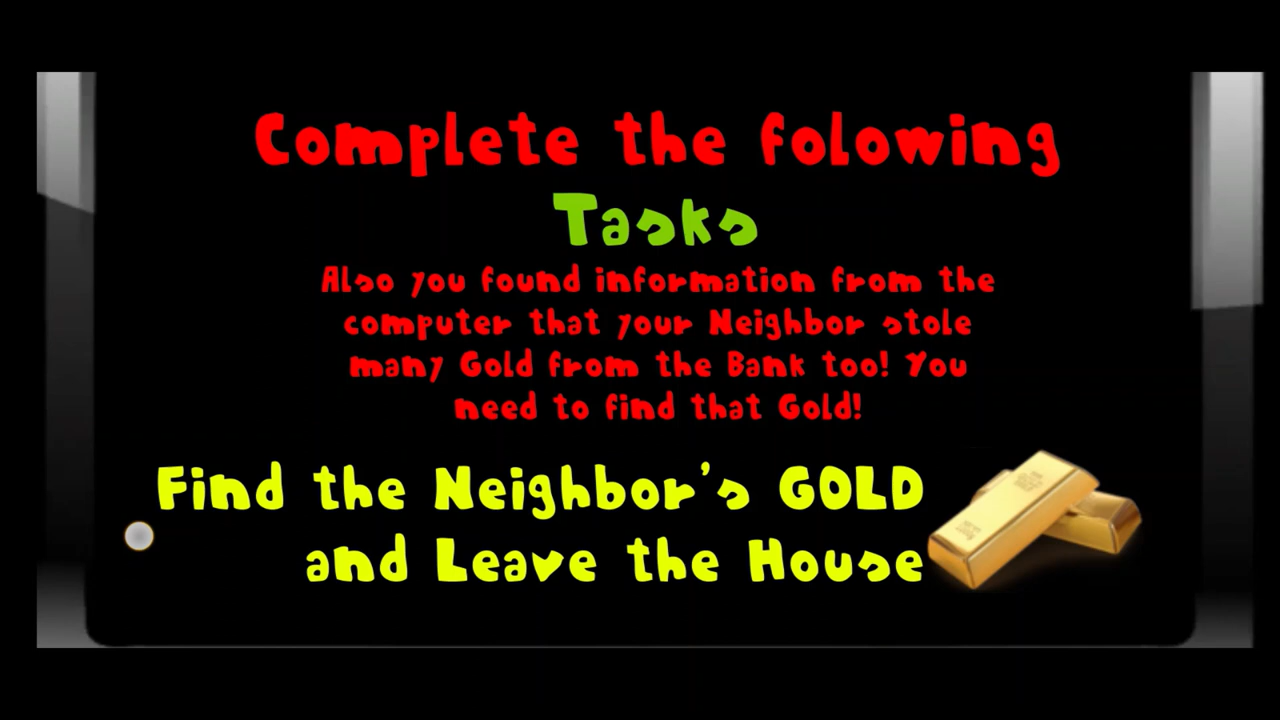 Complete the folowing
Tasks
Also you found information from the
computer that your Neighbor stole
many Gold from the Bank too! You
need to find that Gold!
Find the Neighbor's GOLD
and Leave the House